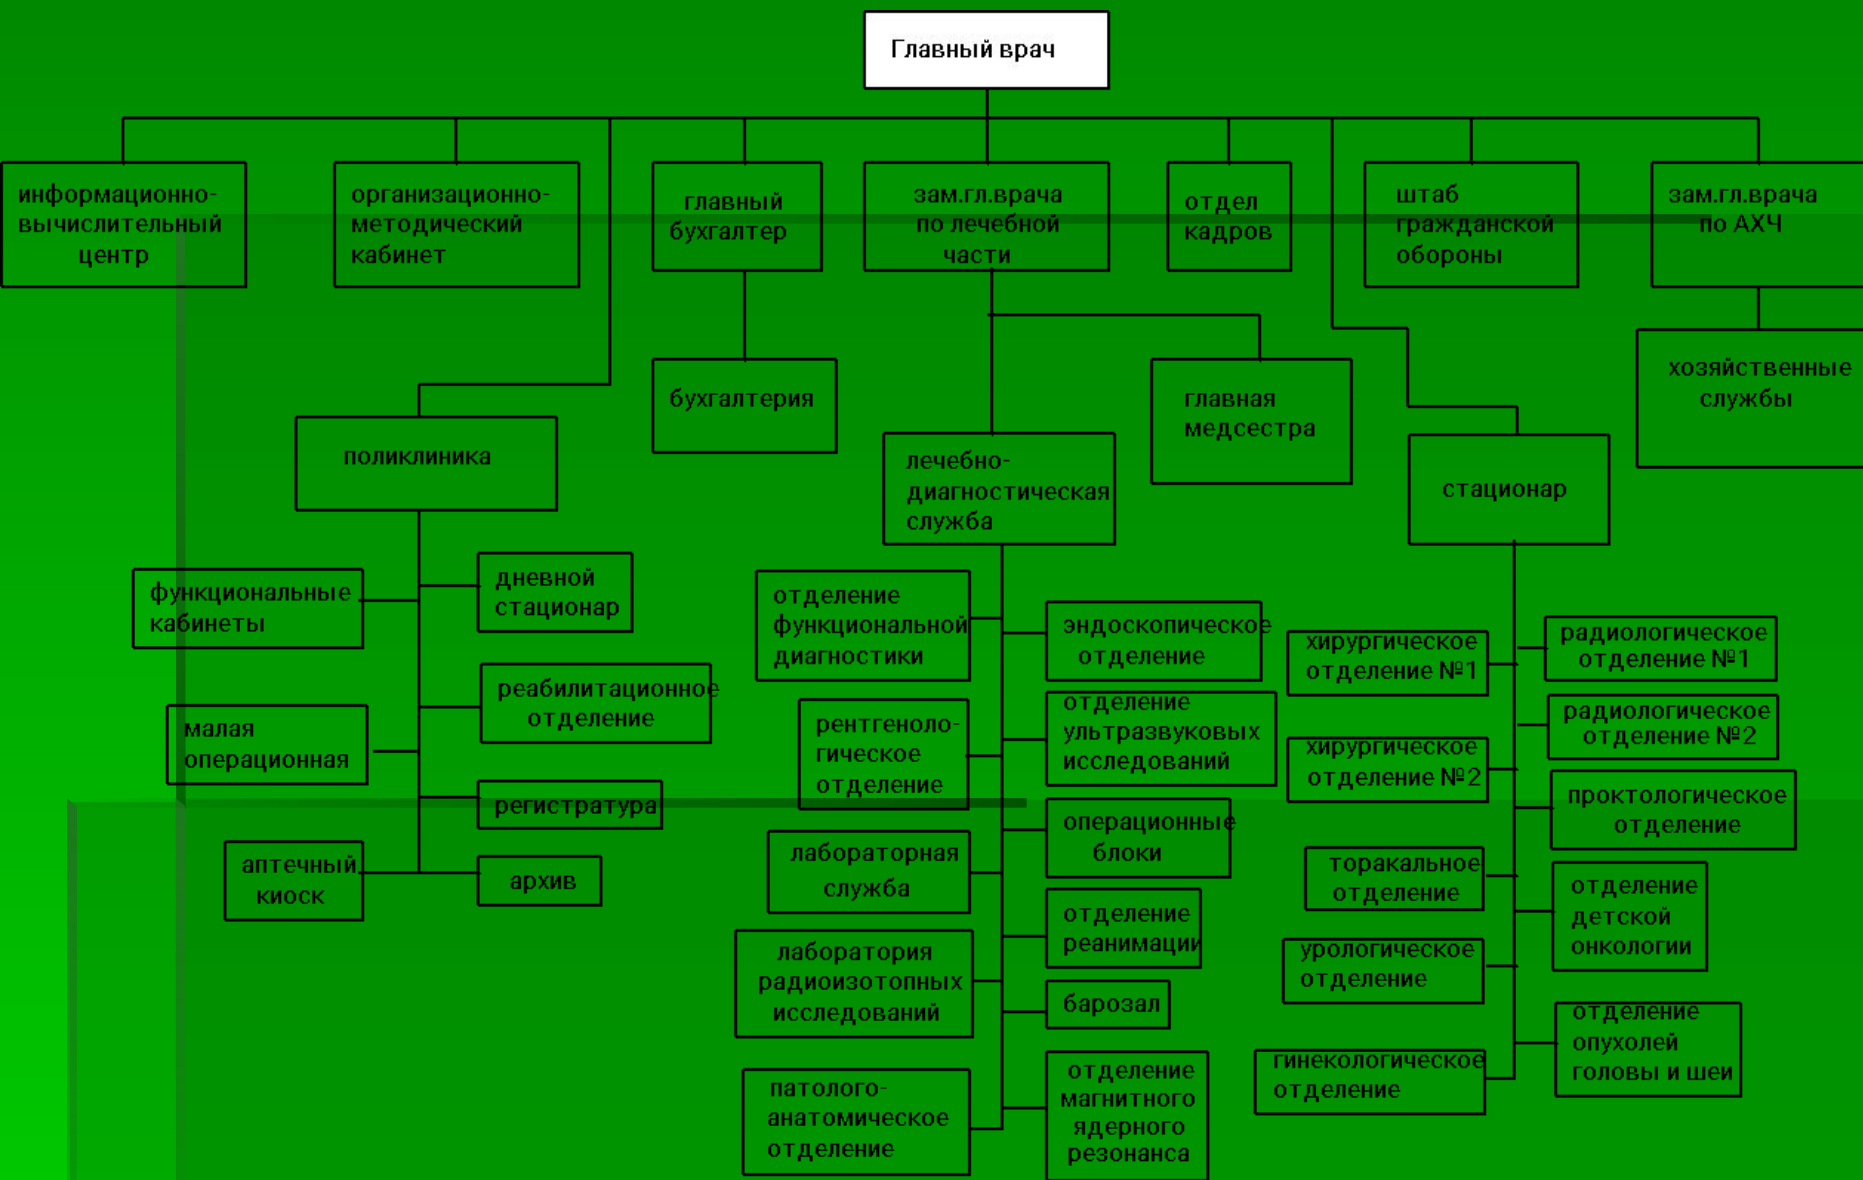 Главный врач
информационно-
вычислительный
центр
организационно-
методический
кабинет
главный
бухгалтер
зам.гл.врача
по лечебной
части
отдел
кадров
штаб
гражданской
обороны
зам.гл.врача
по АХЧ
бухгалтерия
главная
медсестра
хозяйственные
службы
поликлиника
лечебно-
диагностическая
служба
стационар
функциональные
кабинеты
дневной
стационар
малая
операционная
реабилитационное
отделение
регистратура
аптечный
киоск
архив
отделение
функциональной
диагностики
эндоскопическое
отделение
рентгеноло-
гическое
отделение
отделение
ультразвуковых
исследований
операционные
блоки
лабораторная
служба
отделение
реанимации
лаборатория
радиоизотопных
исследований
барозал
патолого-
анатомическое
отделение
отделение
магнитного
ядерного
резонанса
хирургическое
отделение №1
радиологическое
отделение №1
хирургическое
отделение №2
радиологическое
отделение №2
проктологическое
отделение
торакальное
отделение
отделение
детской
онкологии
урологическое
отделение
отделение
опухолей
головы и шеи
гинекологическое
отделение